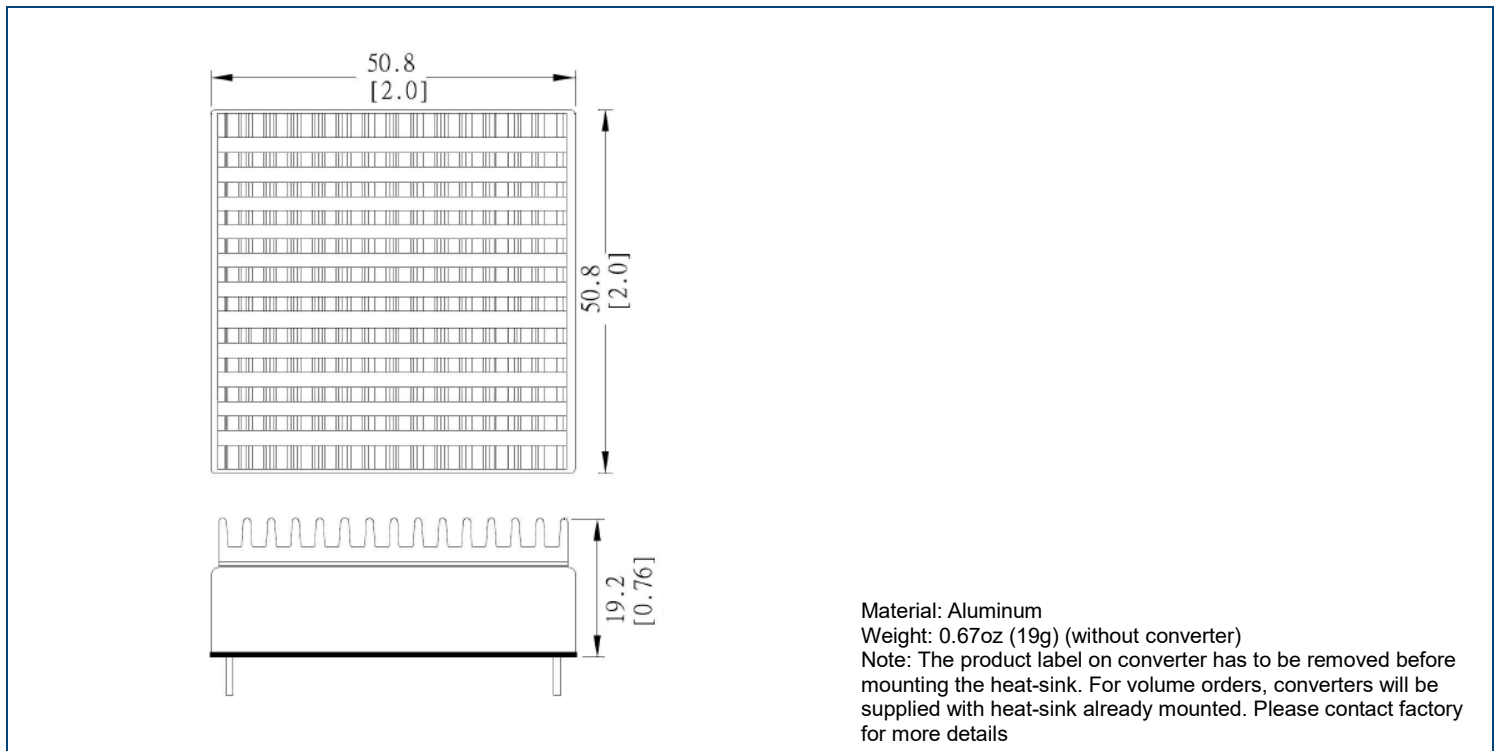 50.8
[2.0]
50.8
[2.0]
19.2
[0.76]
Material: Aluminum
Weight: 0.67oz (19g) (without converter)
Note: The product label on converter has to be removed before
mounting the heat-sink. For volume orders, converters will be
supplied with heat-sink already mounted. Please contact factory
for more details